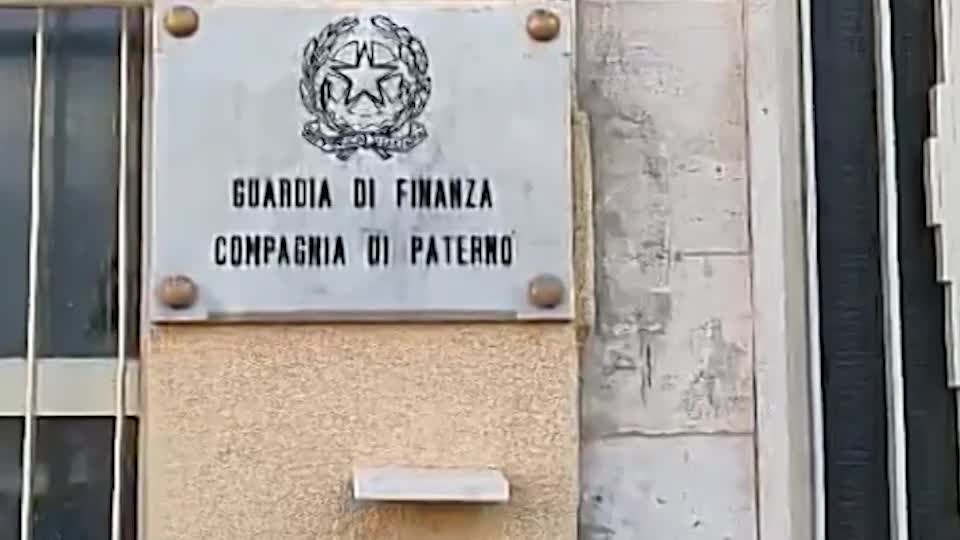 GUARDIA DI FINANZA
COMPAGNIA DI PATERNO'